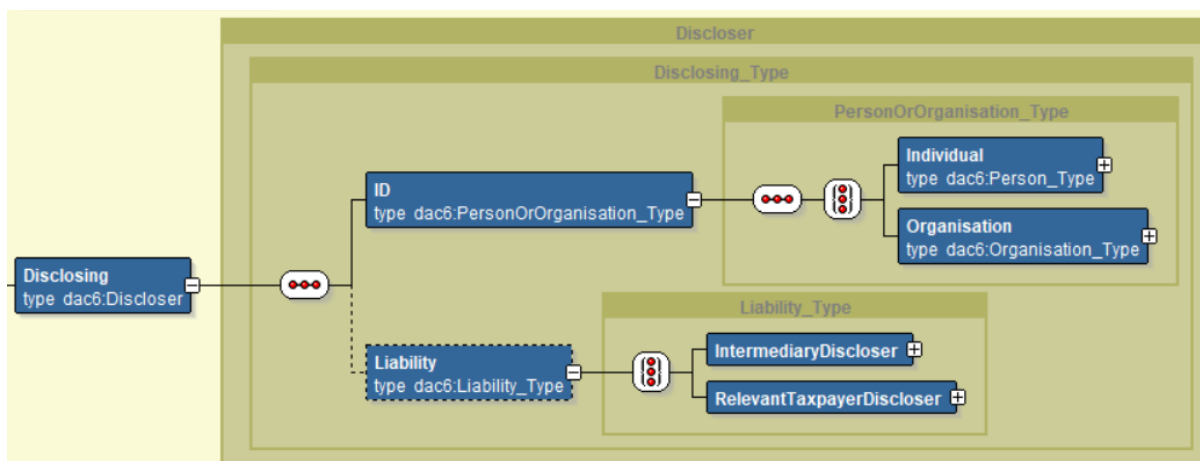 Discloser
Disclosing_Type
PersonOrOrganisation_Type
Individual
type dac6:Person_Type
ID
type dac6:PersonOrOrganisation_Type
Organisation
type dac6:Organisation_Type
Disclosing
type dac6:Discloser
Liability_Type
Liability
type dac6:Liability_Type
IntermediaryDiscloser
RelevantTaxpayerDiscloser